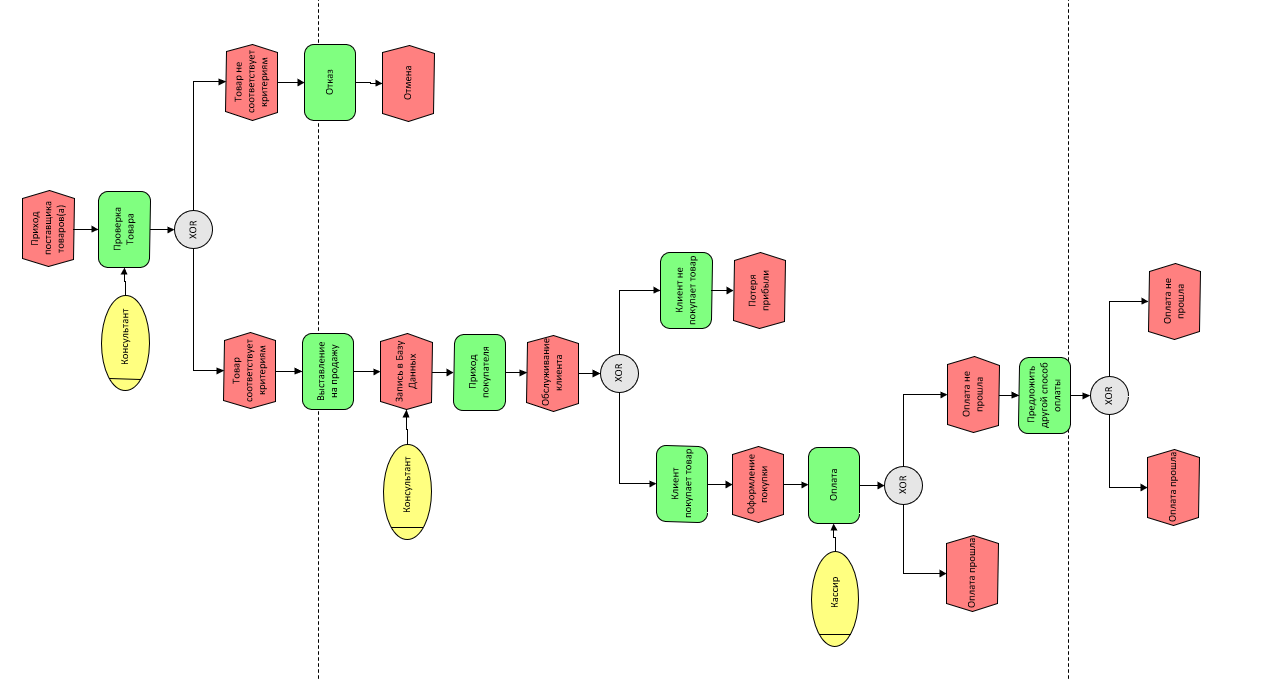 Приход
поставщика
товаров(а)
Проверка
Товара
Консультант
XOR
Товар не
соответствует
критериям
Отказ
Отмена
Товар
соответствует
критериям
Выставление
на продажу
Запись в Базу
Данных
Консультант
Приход
покупателя
Обслуживание
клиента
XOR
Клиент не
покупает товар
Потеря
прибыли
Клиент
покупает товар
Оформление
покупки
Оплата
Кассир
XOR
Оплата не
прошла
Оплата прошла
Предложить
другой способ
оплаты
XOR
Оплата не
прошла
Оплата прошла